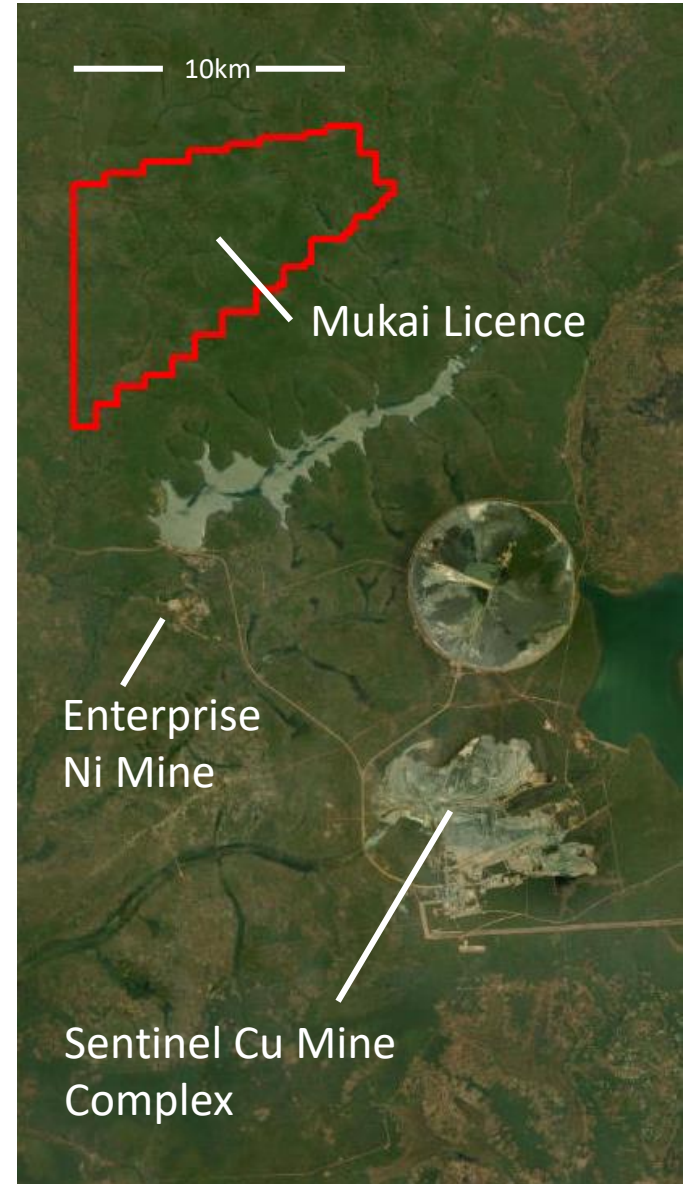 10km
Mukai Licence
Enterprise
Ni Mine
Sentinel Cu Mine
Complex